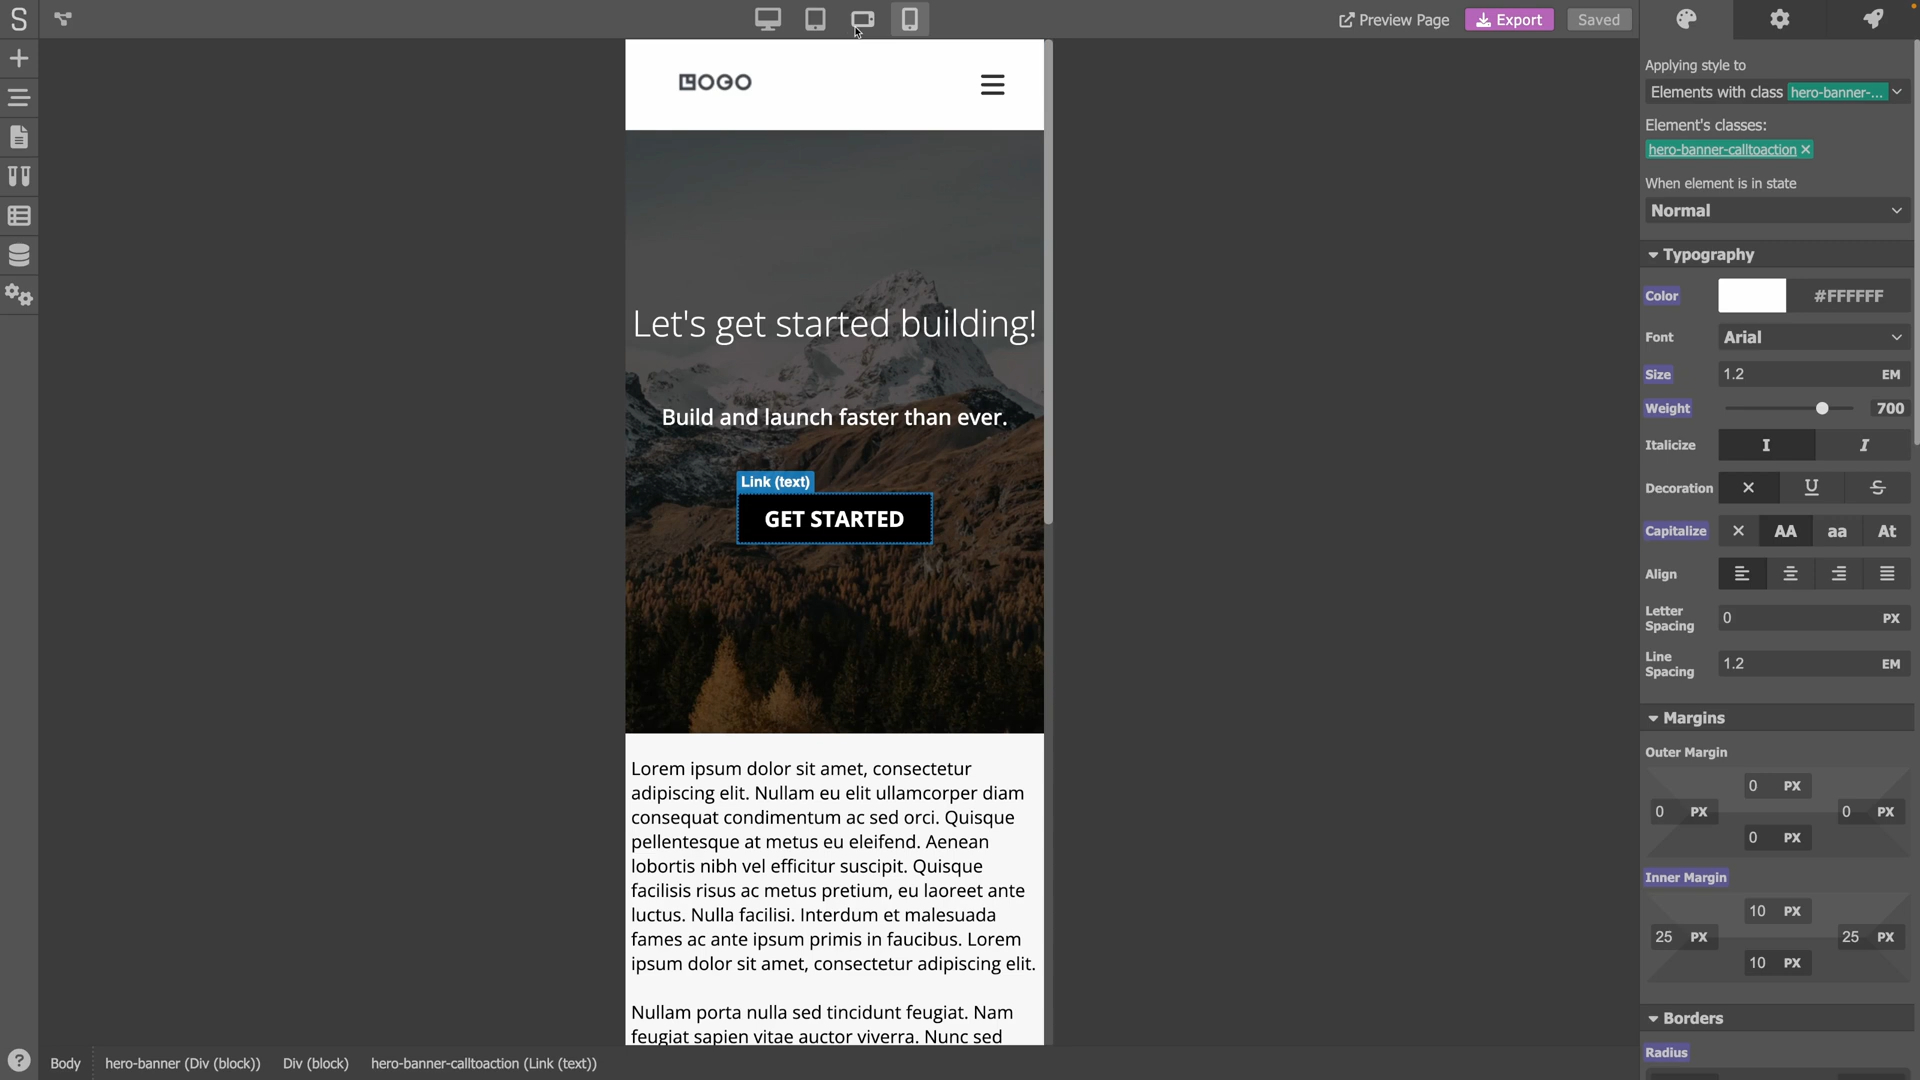 S
Preview Page
Export
Saved
LOGO
Let's get started building!
Build and launch faster than ever.
Link (text)
GET STARTED
Lorem ipsum dolor sit amet, consectetur
adipiscing elit. Nullam eu elit ullamcorper diam
consequat condimentum ac sed orci. Quisque
pellentesque at metus eu eleifend. Aenean
lobortis nibh vel efficitur suscipit. Quisque
facilisis risus ac metus pretium, eu laoreet ante
luctus. Nulla facilisi. Interdum et malesuada
fames ac ante ipsum primis in faucibus. Lorem
ipsum dolor sit amet, consectetur adipiscing elit.
Nullam porta nulla sed tincidunt feugiat. Nam
feugiat sapien vitae auctor viverra. Nunc sed
Applying style to
Elements with class hero-banner-...
Element's classes:
hero-banner-calltoaction ×
When element is in state
Normal
Typography
Color #FFFFFF
Font Arial
Size 1.2 EM
Weight 700
Italicize I I
Decoration × U S
Capitalize × AA aa At
Align
Letter
Spacing 0 PX
Line
Spacing 1.2 EM
Margins
Outer Margin
0 PX
0 PX 0 PX
0 PX
Inner Margin
10 PX
25 PX 25 PX
10 PX
Borders
Radius
? Body hero-banner (Div (block)) Div (block) hero-banner-calltoaction (Link (text))